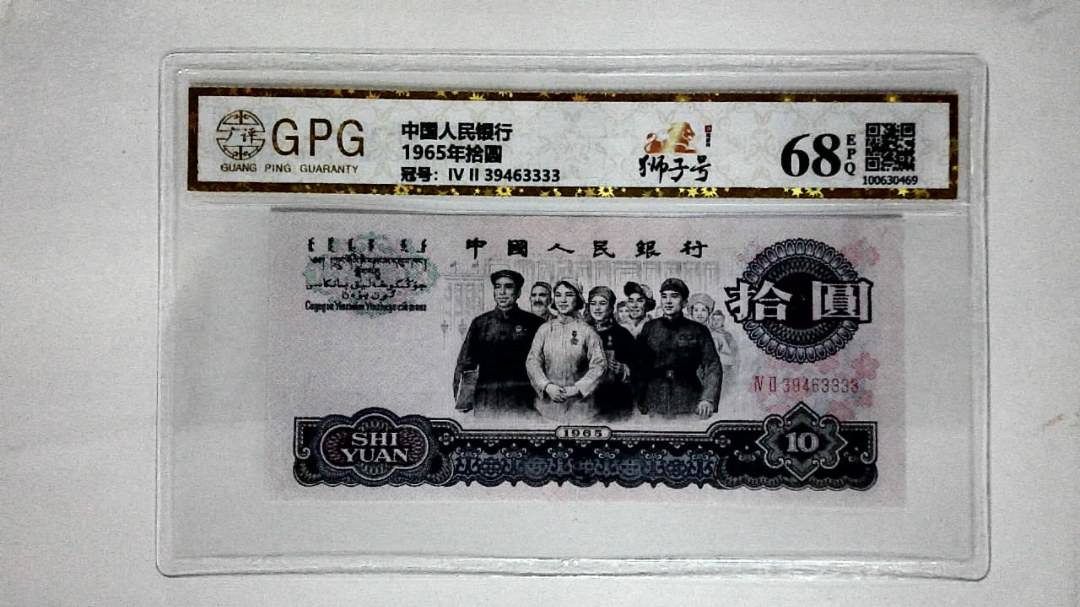 广评
GPG
GUANG PING GUARANTY
中国人民银行
1965年拾圆
冠号: IV II 39463333
狮子号
68
EPQ
100630469
中國人民銀行
拾圓
IV II 39463333
1965
SHI
YUAN
10